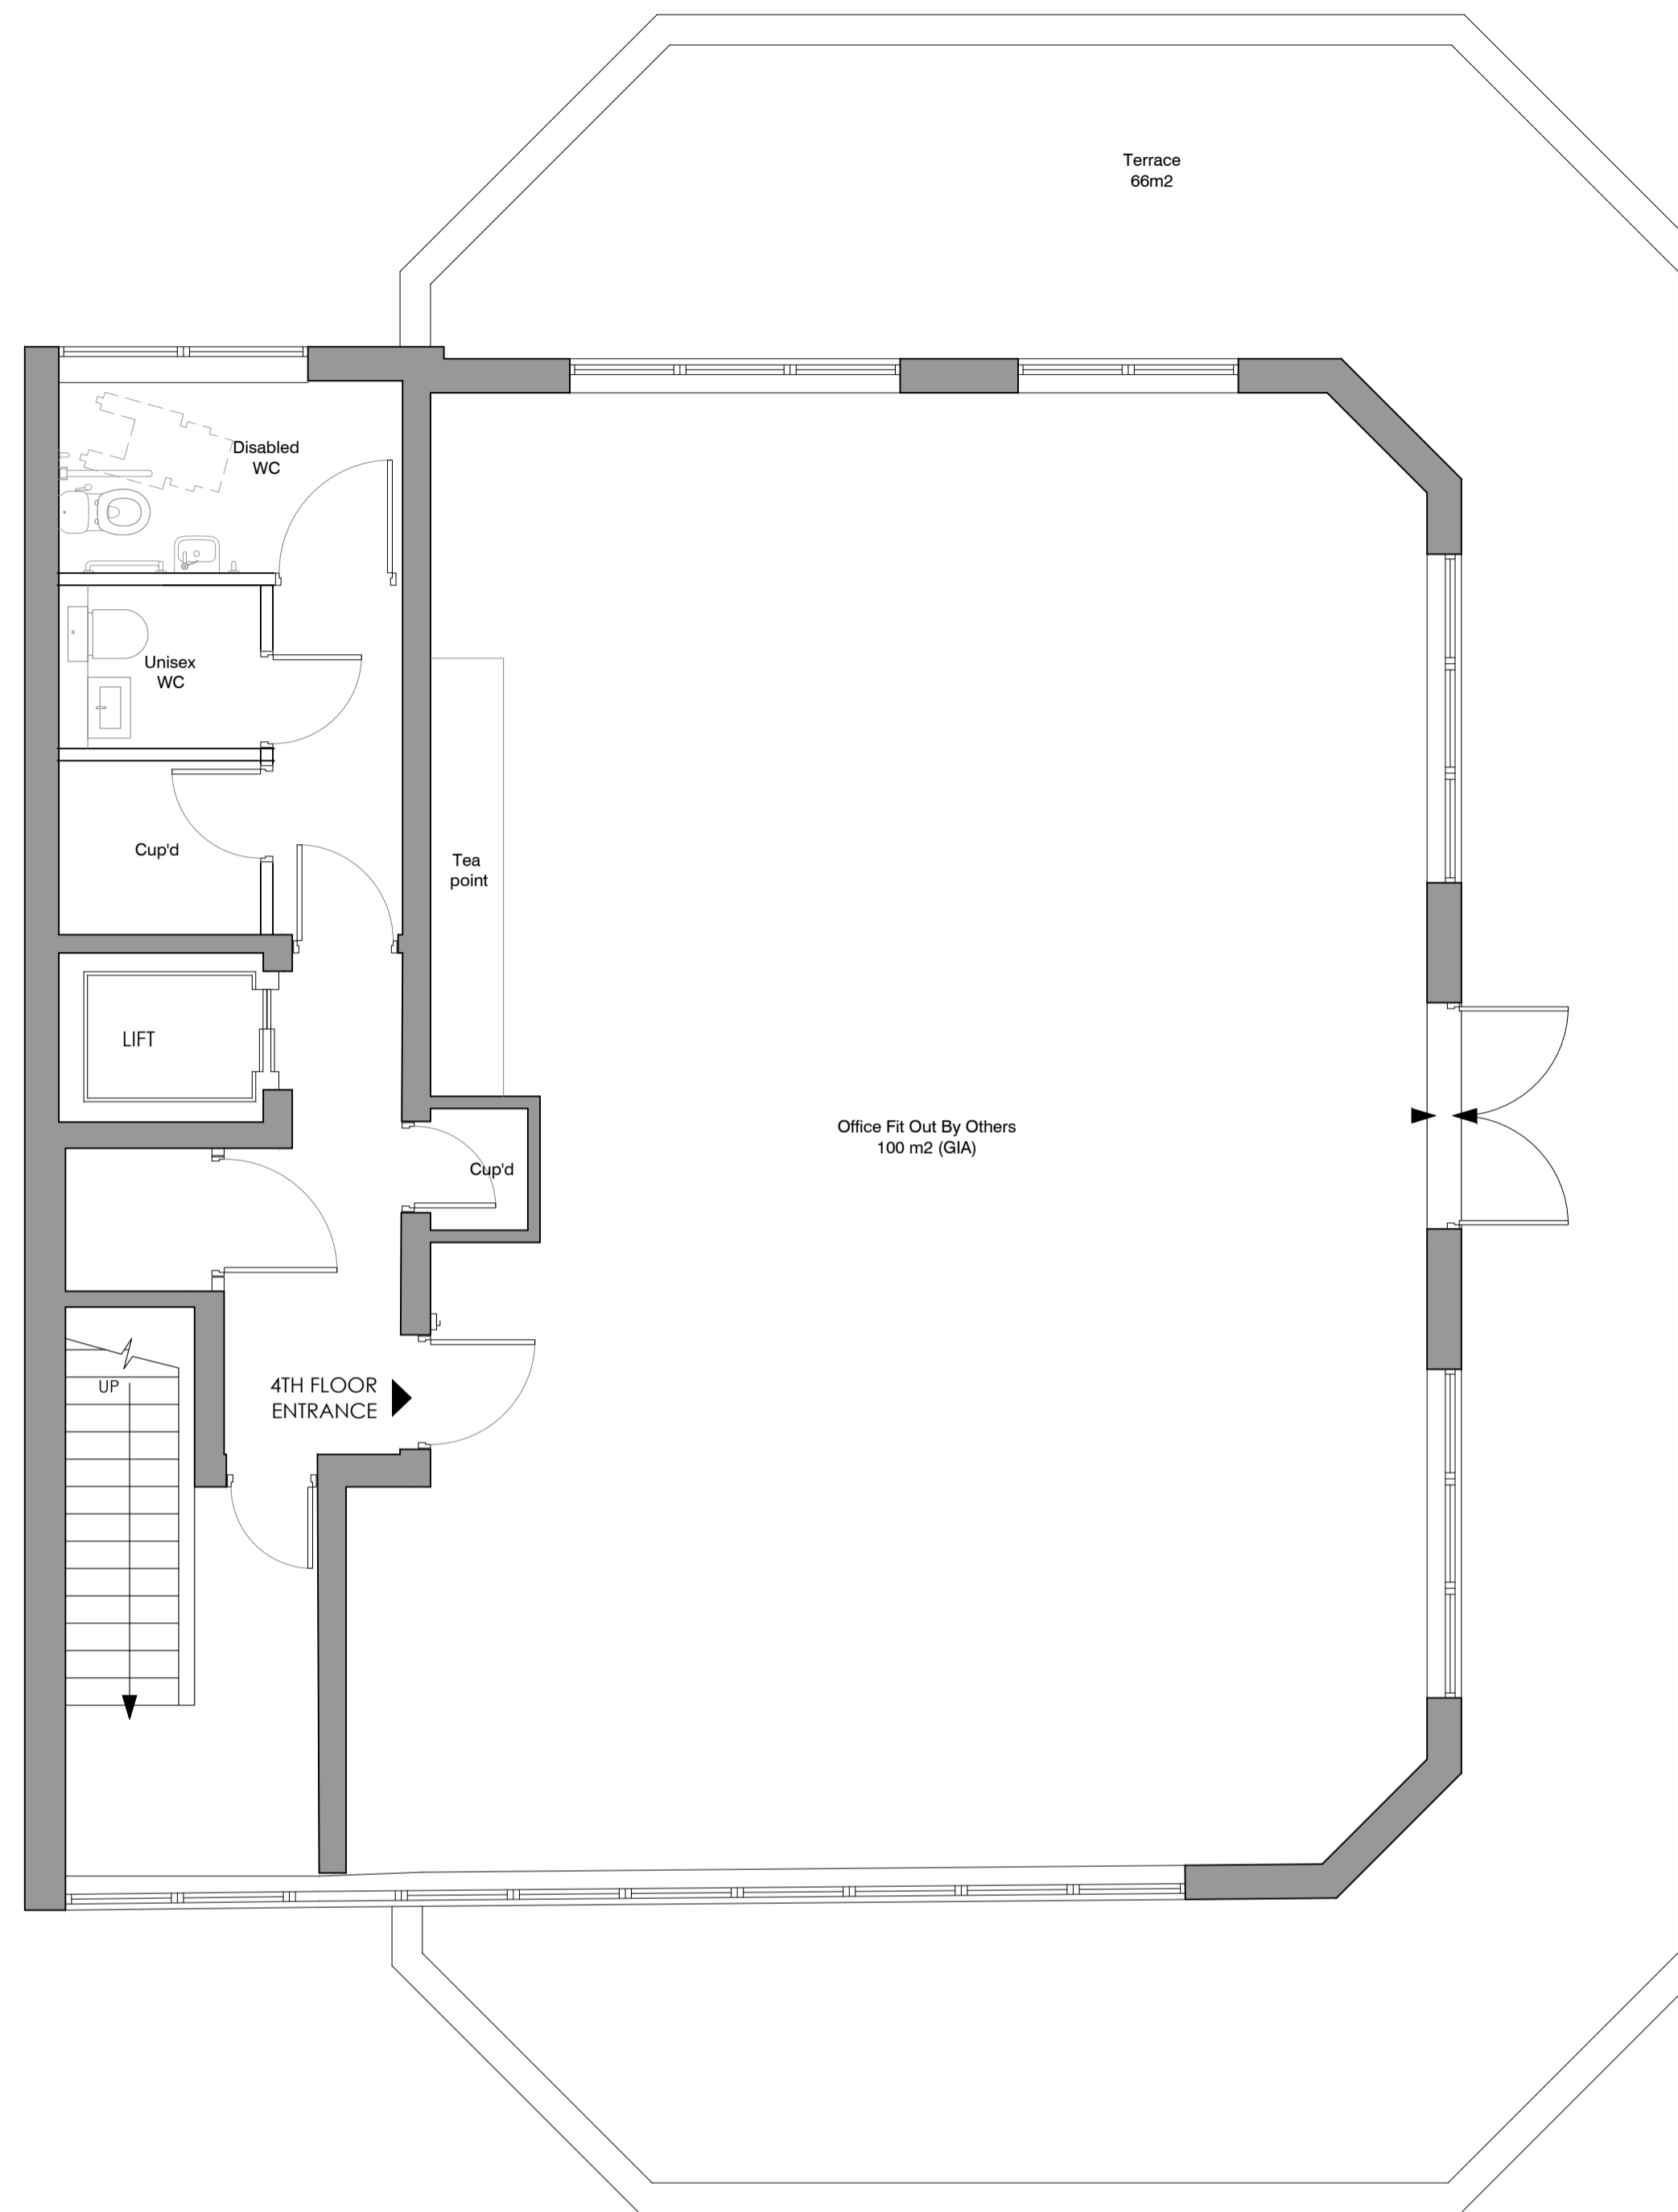 Terrace
66m2
Disabled
WC
Unisex
WC
Cup'd
Tea
point
LIFT
Office Fit Out By Others
100 m2 (GIA)
Cup'd
UP
4TH FLOOR
ENTRANCE